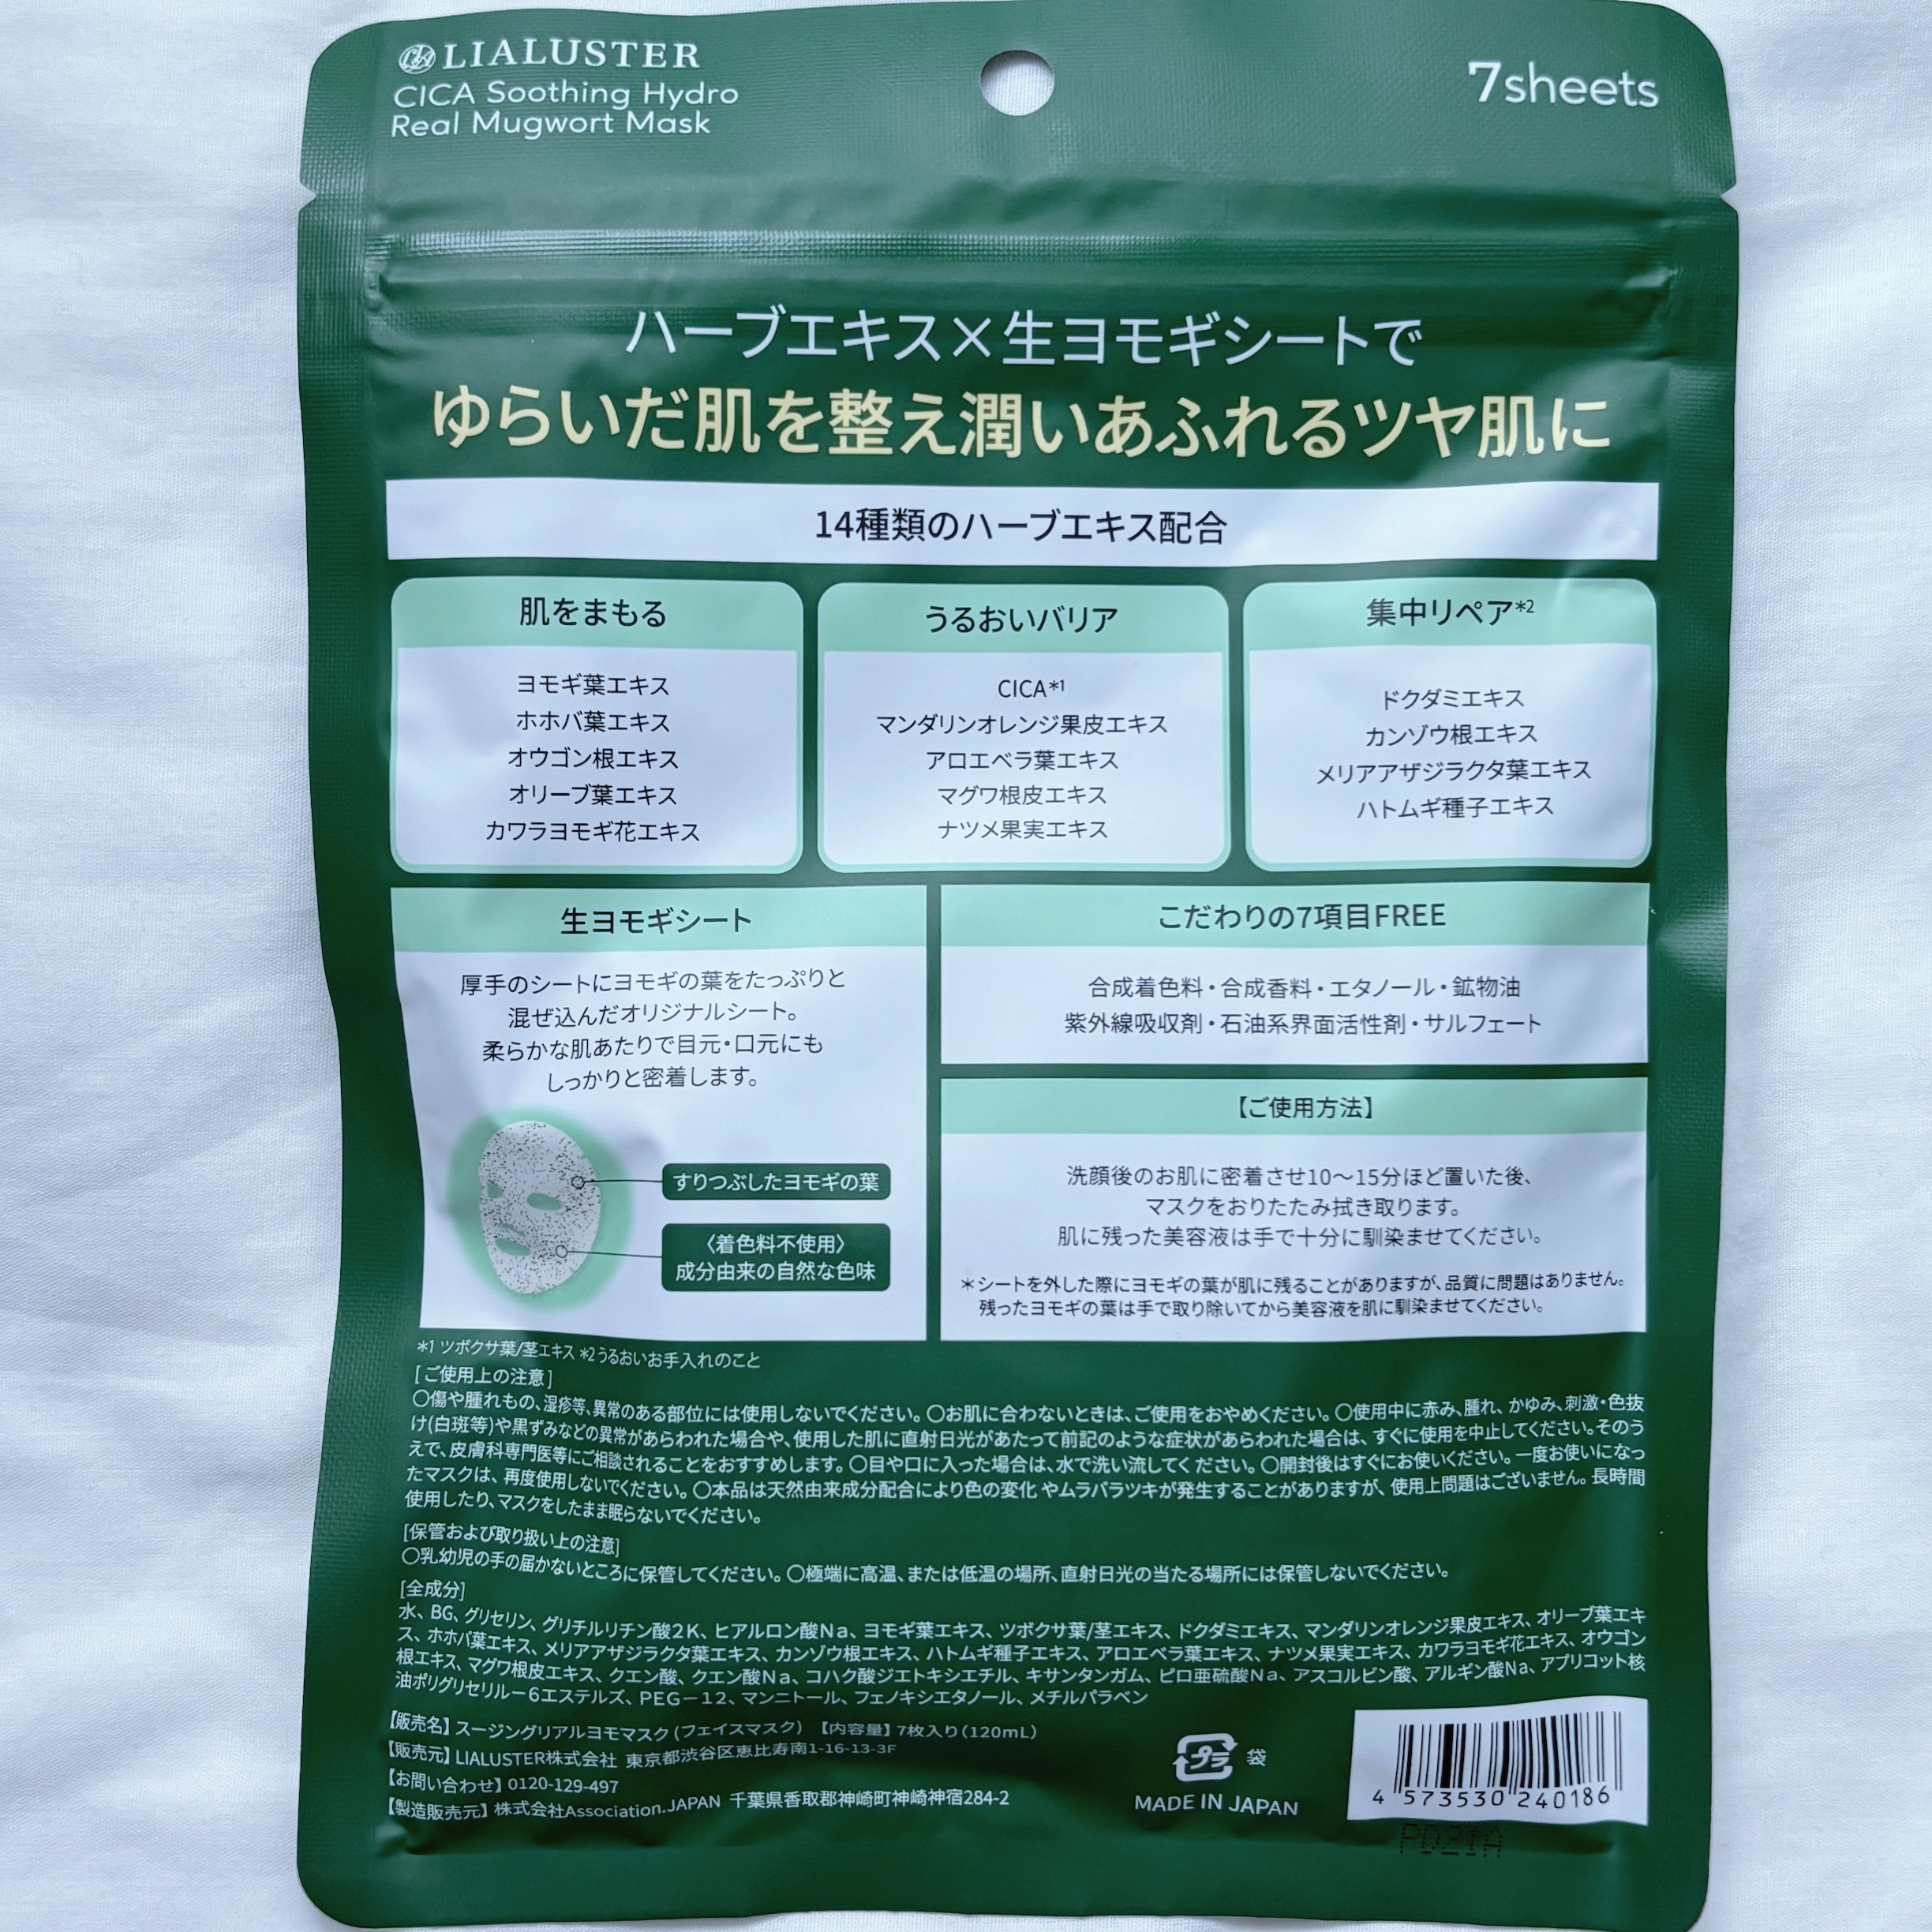 LIALUSTER
CICA Soothing Hydro
Real Mugwort Mask
7sheets
ハーブエキス×生ヨモギシートで
ゆらいだ肌を整え潤いあふれるツヤ肌に
14種類のハーブエキス配合
肌をまもる
ヨモギ葉エキス
ホホバ葉エキス
オウゴン根エキス
オリーブ葉エキス
カワラヨモギ花エキス
うるおいバリア
CICA*1
マンダリンオレンジ果皮エキス
アロエベラ葉エキス
マグワ根皮エキス
ナツメ果実エキス
集中リペア*2
ドクダミエキス
カンゾウ根エキス
メリアアザジラクタ葉エキス
ハトムギ種子エキス
生ヨモギシート
厚手のシートにヨモギの葉をたっぷりと
混ぜ込んだオリジナルシート。
柔らかな肌あたりで目元・口元にも
しっかりと密着します。
すりつぶしたヨモギの葉
〈着色料不使用〉
成分由来の自然な色味
こだわりの7項目FREE
合成着色料・合成香料・エタノール・鉱物油
紫外線吸収剤・石油系界面活性剤・サルフェート
【ご使用方法】
洗顔後のお肌に密着させ10〜15分ほど置いた後、
マスクをおりたたみ拭き取ります。
肌に残った美容液は手で十分に馴染ませてください。
＊シートを外した際にヨモギの葉が肌に残ることがありますが、品質に問題はありません。
残ったヨモギの葉は手で取り除いてから美容液を肌に馴染ませてください。
*1 ツボクサ葉/茎エキス *2うるおいお手入れのこと
[ご使用上の注意]
〇傷や腫れもの、湿疹等、異常のある部位には使用しないでください。〇お肌に合わないときは、ご使用をおやめください。〇使用中に赤み、腫れ、かゆみ、刺激・色抜
け(白斑等)や黒ずみなどの異常があらわれた場合や、使用した肌に直射日光があたって前記のような症状があらわれた場合は、すぐに使用を中止してください。そのう
えで、皮膚科専門医等にご相談されることをおすすめします。〇目や口に入った場合は、水で洗い流してください。〇開封後はすぐにお使いください。一度お使いになっ
たマスクは、再度使用しないでください。〇本品は天然由来成分配合により色の変化やムラバラツキが発生することがありますが、使用上問題はございません。長時間
使用したり、マスクをしたまま眠らないでください。
[保管および取り扱い上の注意]
〇乳幼児の手の届かないところに保管してください。〇極端に高温、または低温の場所、直射日光の当たる場所には保管しないでください。
[全成分]
水、BG、グリセリン、グリチルリチン酸2K、ヒアルロン酸Na、ヨモギ葉エキス、ツボクサ葉/茎エキス、ドクダミエキス、マンダリンオレンジ果皮エキス、オリーブ葉エキ
ス、ホホバ葉エキス、メリアアザジラクタ葉エキス、カンゾウ根エキス、ハトムギ種子エキス、アロエベラ葉エキス、ナツメ果実エキス、カワラヨモギ花エキス、オウゴン
根エキス、マグワ根皮エキス、クエン酸、クエン酸Na、コハク酸ジエトキシエチル、キサンタンガム、ピロ亜硫酸Na、アスコルビン酸、アルギン酸Na、アプリコット核
油ポリグリセリル－6エステルズ、PEG－12、マンニトール、フェノキシエタノール、メチルパラベン
【販売名】スージングリアルヨモマスク(フェイスマスク) 【内容量】7枚入り(120mL)
【販売元】LIALUSTER株式会社 東京都渋谷区恵比寿南1-16-13-3F
【お問い合わせ】0120-129-497
【製造販売元】株式会社Association.JAPAN 千葉県香取郡神崎町神崎神宿284-2
プラ 袋
MADE IN JAPAN
4 573530 240186
PD21A